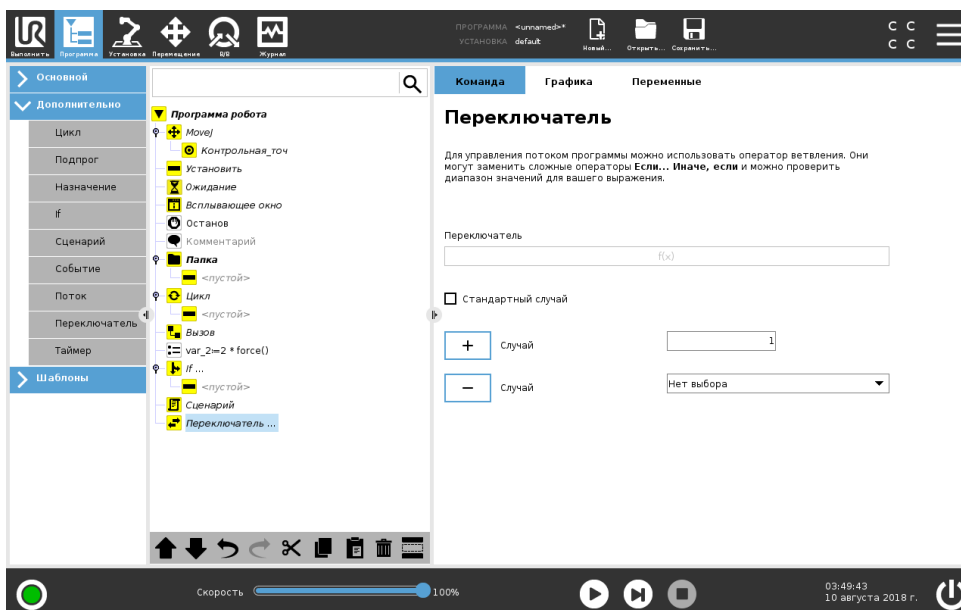 ПРОГРАММА <unnamed>*
УСТАНОВКА default
Выполнить Программа Установка Перемещение В/В Журнал
Новый... Открыть... Сохранить...
C C
C C
Основной
Дополнительно
Цикл
Подпрог
Назначение
If
Сценарий
Событие
Поток
Переключатель
Таймер
Шаблоны
Программа робота
MoveJ
Контрольная_точ
Установить
Ожидание
Всплывающее окно
Останов
Комментарий
Папка
<пустой>
Цикл
<пустой>
Вызов
var_2≔2 * force()
If ...
<пустой>
Сценарий
Переключатель ...
Команда Графика Переменные
Переключатель
Для управления потоком программы можно использовать оператор ветвления. Они
могут заменить сложные операторы Если... Иначе, если и можно проверить
диапазон значений для вашего выражения.
Переключатель
f(x)
Стандартный случай
+ Случай 1
− Случай Нет выбора
Скорость 100%
03:49:43
10 августа 2018 г.